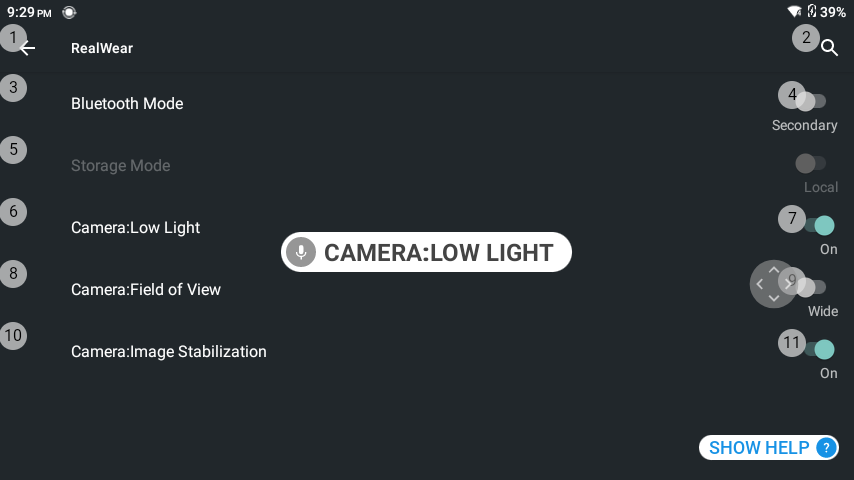 9:29 PM 39%
1 RealWear 2
3 Bluetooth Mode 4
Secondary
5 Storage Mode
Local
6 Camera:Low Light 7
On
CAMERA:LOW LIGHT
8 Camera:Field of View 9
Wide
10 Camera:Image Stabilization 11
On
SHOW HELP ?